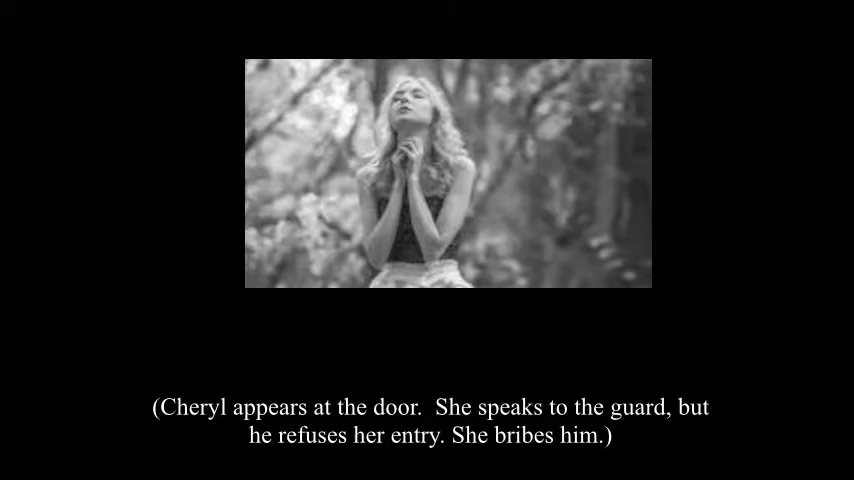 (Cheryl appears at the door.  She speaks to the guard, but
he refuses her entry. She bribes him.)